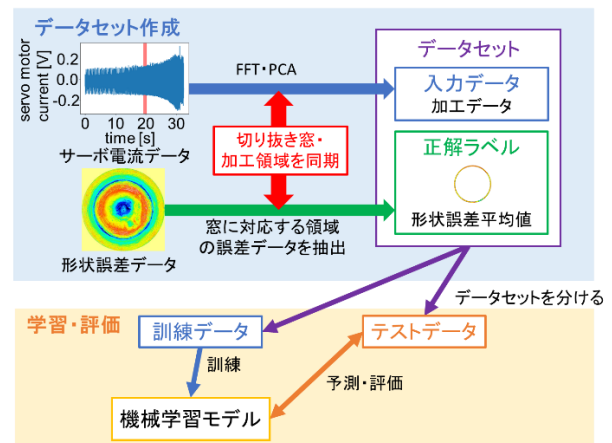 データセット作成
servo motor
current [V]
0.2
0.0
-0.2
0 10 20 30
time [s]
サーボ電流データ
FFT・PCA
データセット
入力データ
加工データ
切り抜き窓・
加工領域を同期
正解ラベル
形状誤差平均値
窓に対応する領域
の誤差データを抽出
形状誤差データ
データセットを分ける
学習・評価
訓練データ
テストデータ
訓練
予測・評価
機械学習モデル